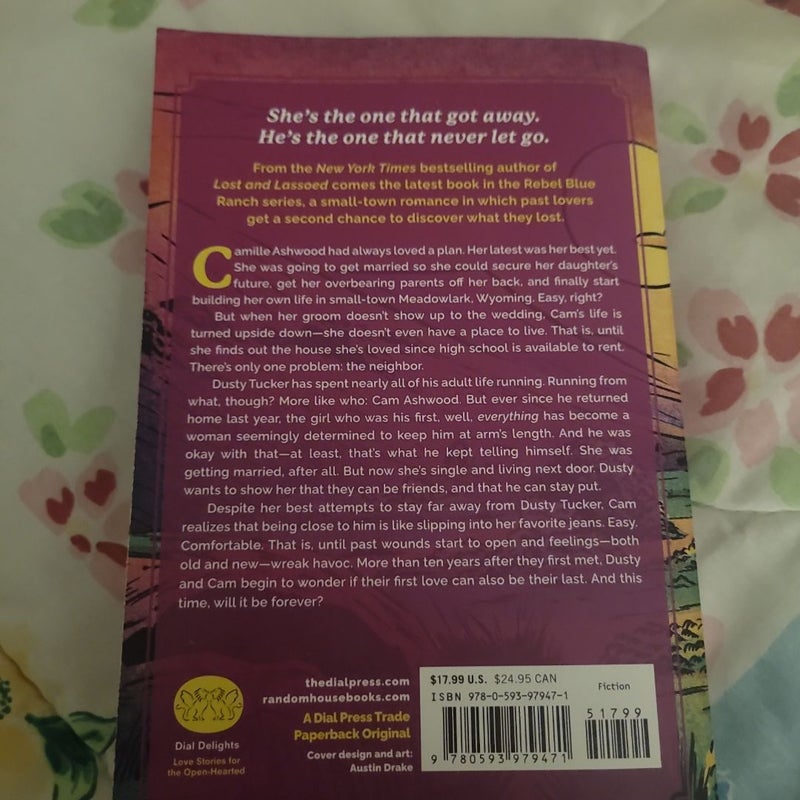 She's the one that got away.
He's the one that never let go.
From the New York Times bestselling author of
Lost and Lassoed comes the latest book in the Rebel Blue
Ranch series, a small-town romance in which past lovers
get a second chance to discover what they lost.
Camille Ashwood had always loved a plan. Her latest was her best yet.
She was going to get married so she could secure her daughter's
future, get her overbearing parents off her back, and finally start
building her own life in small-town Meadowlark, Wyoming. Easy, right?
But when her groom doesn't show up to the wedding, Cam's life is
turned upside down—she doesn't even have a place to live. That is, until
she finds out the house she's loved since high school is available to rent.
There's only one problem: the neighbor.
Dusty Tucker has spent nearly all of his adult life running. Running from
what, though? More like who: Cam Ashwood. But ever since he returned
home last year, the girl who was his first, well, everything has become a
woman seemingly determined to keep him at arm's length. And he was
okay with that—at least, that's what he kept telling himself. She was
getting married, after all. But now she's single and living next door. Dusty
wants to show her that they can be friends, and that he can stay put.
Despite her best attempts to stay far away from Dusty Tucker, Cam
realizes that being close to him is like slipping into her favorite jeans. Easy.
Comfortable. That is, until past wounds start to open and feelings—both
old and new—wreak havoc. More than ten years after they first met, Dusty
and Cam begin to wonder if their first love can also be their last. And this
time, will it be forever?
Dial Delights
Love Stories for
the Open-Hearted
thedialpress.com
randomhousebooks.com
A Dial Press Trade
Paperback Original
Cover design and art:
Austin Drake
$17.99 U.S. $24.95 CAN
ISBN 978-0-593-97947-1
Fiction
51799
9 780593 979471